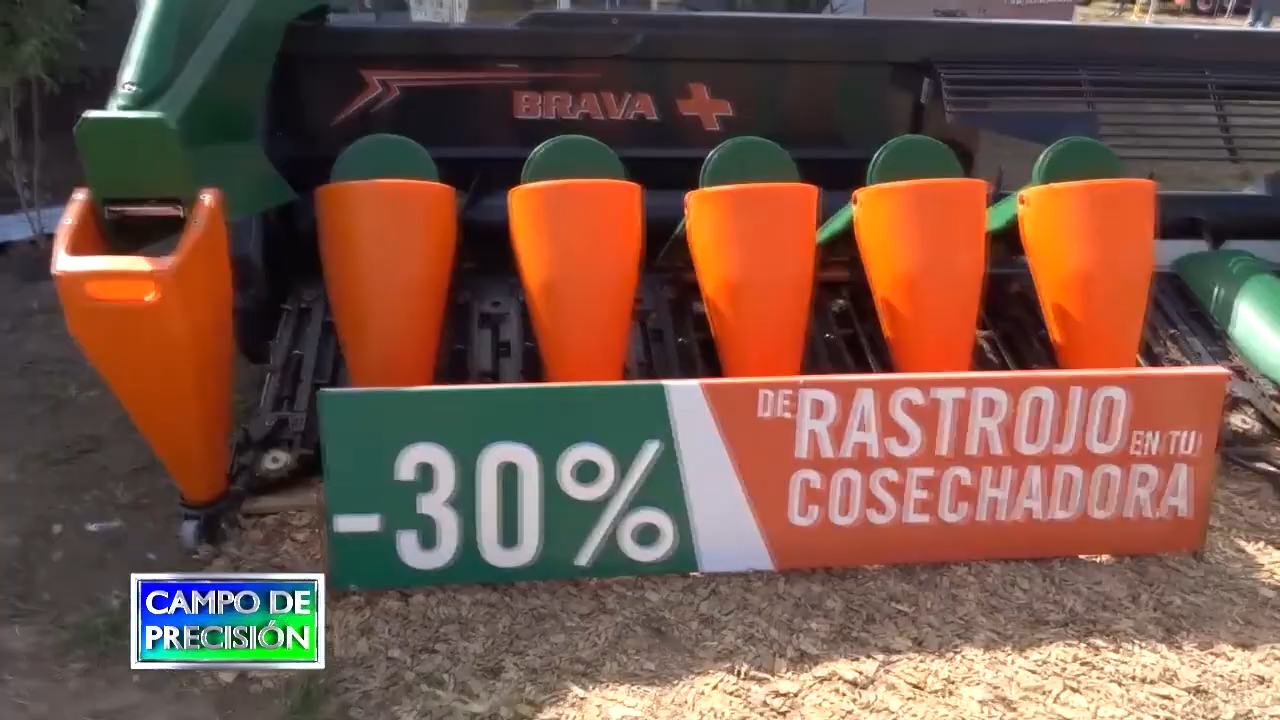 BRAVA +
-30%
DE RASTROJO EN TU
COSECHADORA
CAMPO DE
PRECISIÓN